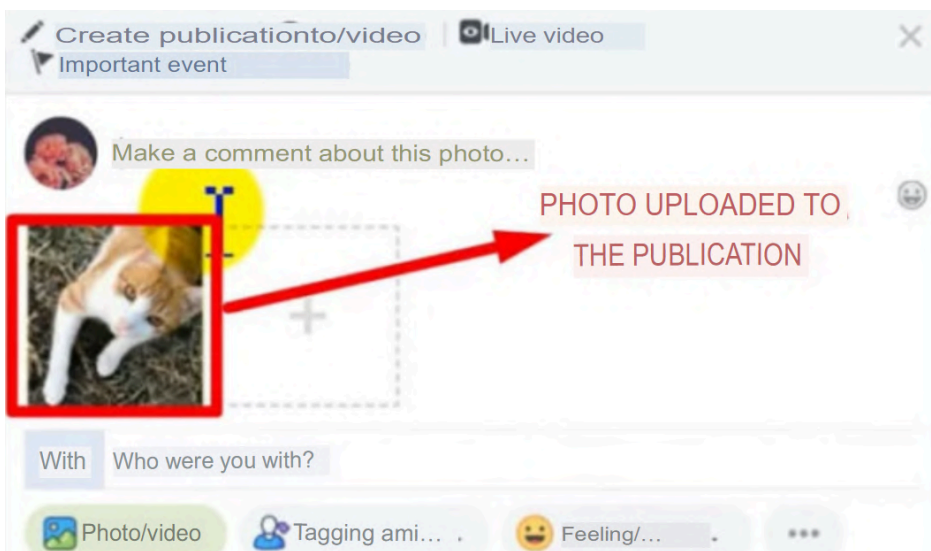 Create publicationto/video
Live video
Important event
Make a comment about this photo...
PHOTO UPLOADED TO
THE PUBLICATION
With
Who were you with?
Photo/video
Tagging ami... .
Feeling/... .